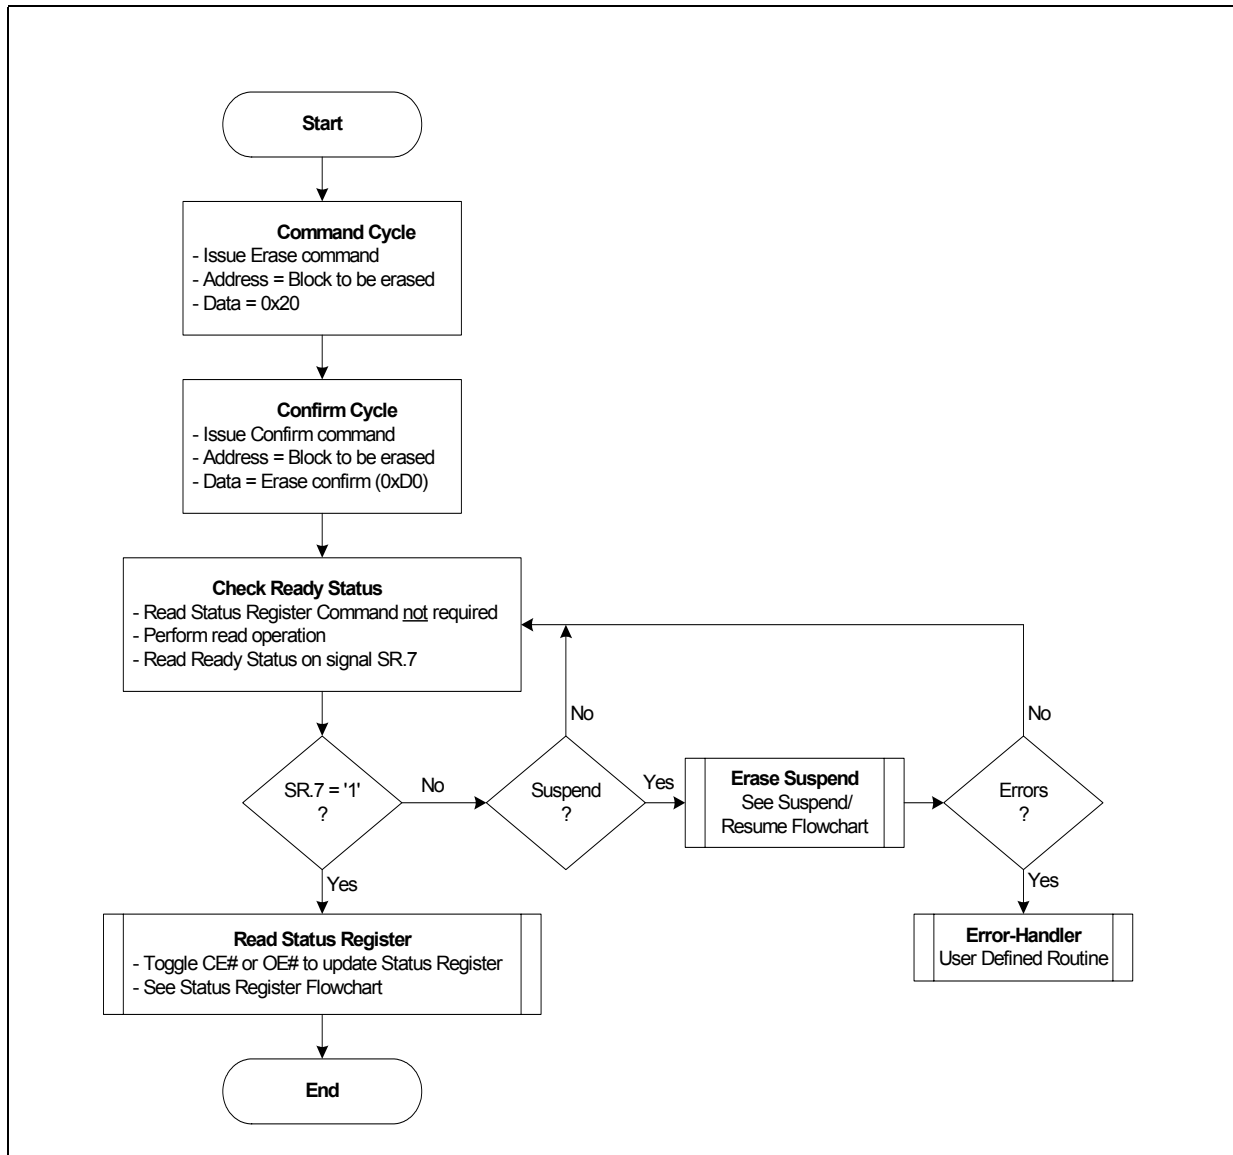 Start
Command Cycle
- Issue Erase command
- Address = Block to be erased
- Data = 0x20
Confirm Cycle
- Issue Confirm command
- Address = Block to be erased
- Data = Erase confirm (0xD0)
Check Ready Status
- Read Status Register Command not required
- Perform read operation
- Read Ready Status on signal SR.7
No
No
SR.7 = '1'
?
No
Suspend
?
Yes
Erase Suspend
See Suspend/
Resume Flowchart
Errors
?
Yes
Yes
Read Status Register
- Toggle CE# or OE# to update Status Register
- See Status Register Flowchart
Error-Handler
User Defined Routine
End